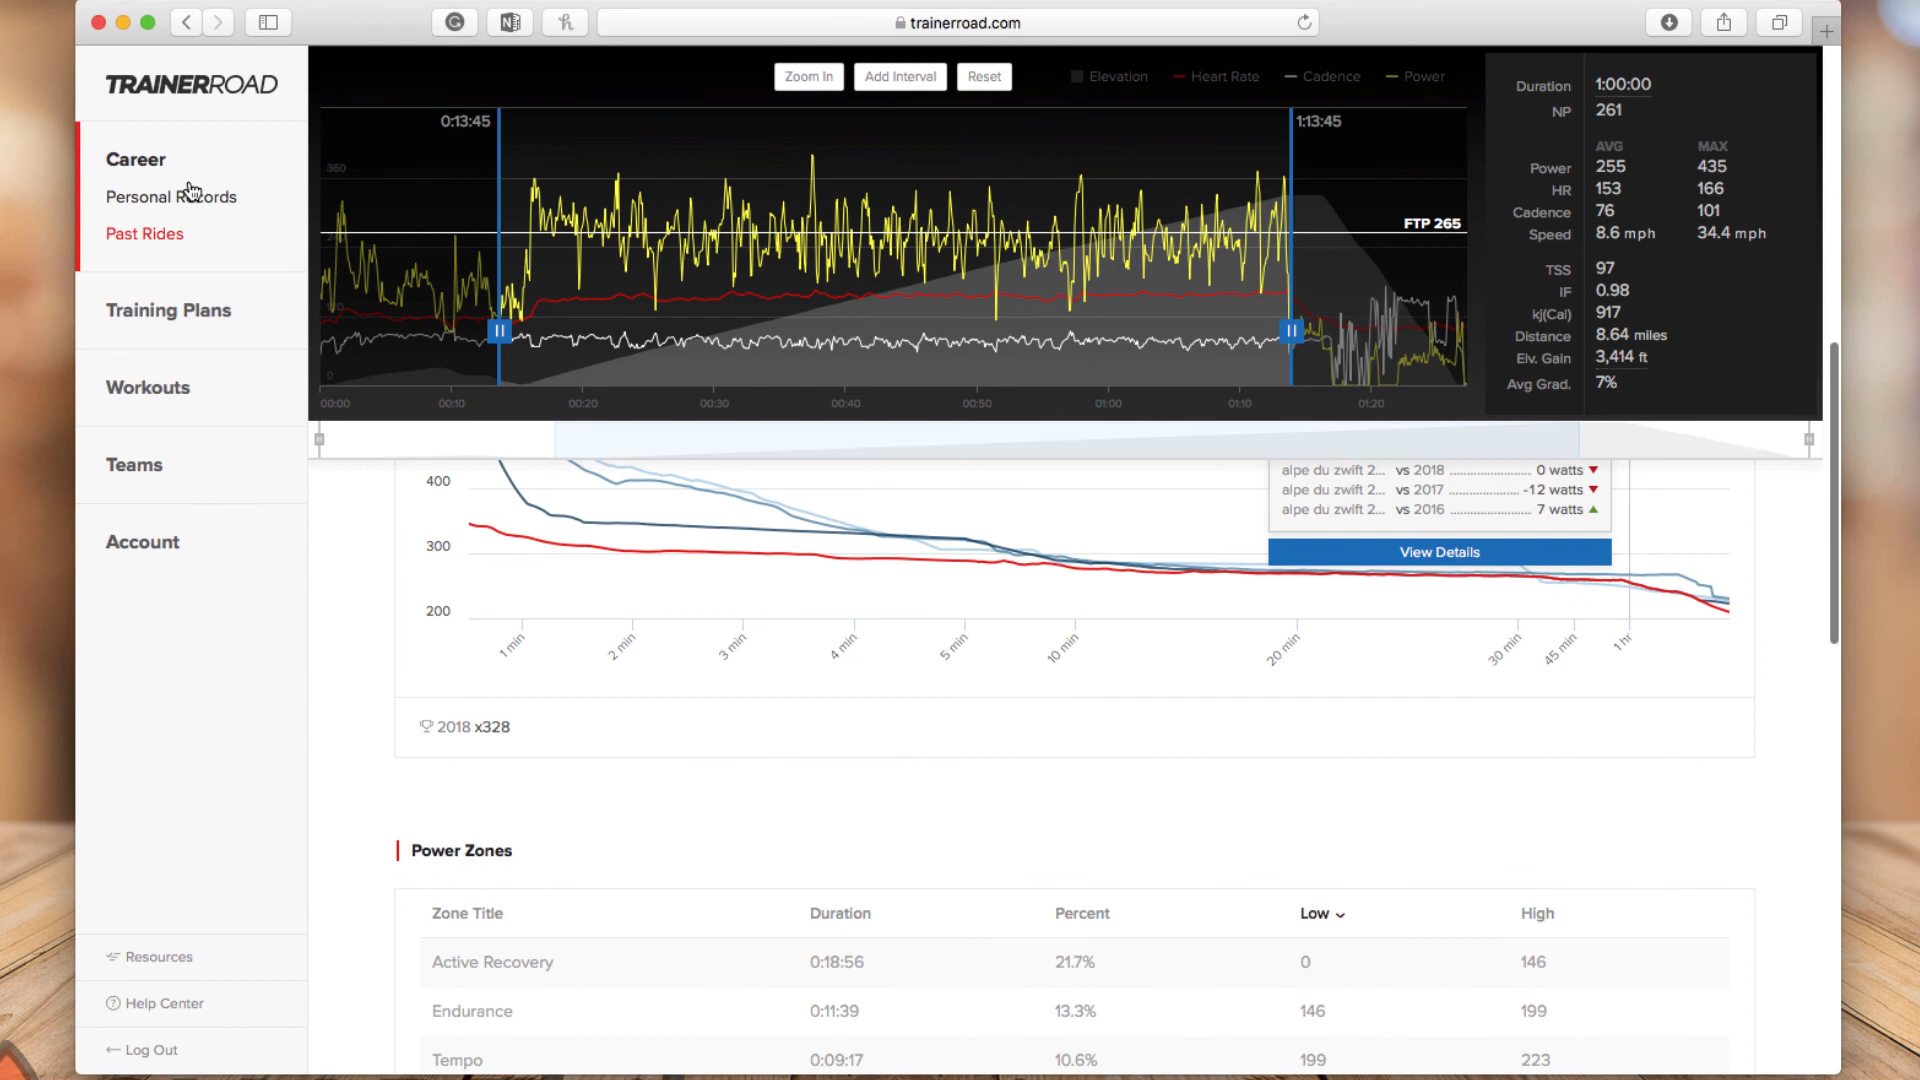 trainerroad.com
TRAINERROAD
Career
Personal Records
Past Rides
Training Plans
Workouts
Teams
Account
Resources
Help Center
Log Out
Zoom In
Add Interval
Reset
Elevation
Heart Rate
Cadence
Power
0:13:45
1:13:45
360
FTP 265
0
00:00
00:10
00:20
00:30
00:40
00:50
01:00
01:10
01:20
Duration 1:00:00
NP 261
AVG MAX
Power 255 435
HR 153 166
Cadence 76 101
Speed 8.6 mph 34.4 mph
TSS 97
IF 0.98
kj(Cal) 917
Distance 8.64 miles
Elv. Gain 3,414 ft
Avg Grad. 7%
alpe du zwift 2... vs 2018 0 watts
alpe du zwift 2... vs 2017 -12 watts
alpe du zwift 2... vs 2016 7 watts
View Details
400
300
200
1 min
2 min
3 min
4 min
5 min
10 min
20 min
30 min
45 min
1 hr
2018 x328
Power Zones
Zone Title Duration Percent Low High
Active Recovery 0:18:56 21.7% 0 146
Endurance 0:11:39 13.3% 146 199
Tempo 0:09:17 10.6% 199 223